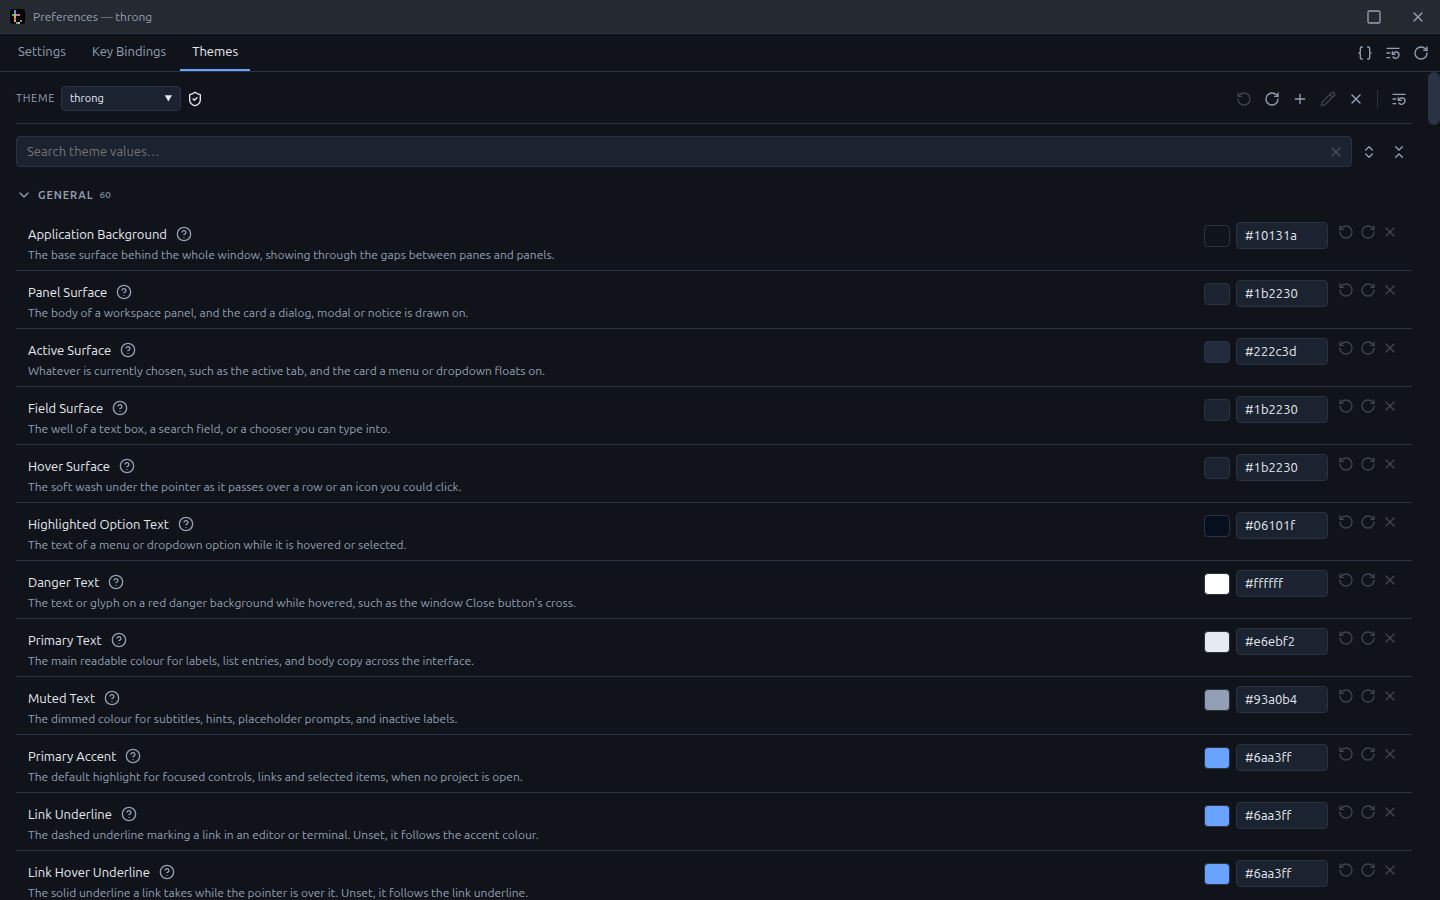 Preferences — throng
Settings
Key Bindings
Themes
THEME
throng
Search theme values...
GENERAL 60
Application Background
The base surface behind the whole window, showing through the gaps between panes and panels.
#10131a
Panel Surface
The body of a workspace panel, and the card a dialog, modal or notice is drawn on.
#1b2230
Active Surface
Whatever is currently chosen, such as the active tab, and the card a menu or dropdown floats on.
#222c3d
Field Surface
The well of a text box, a search field, or a chooser you can type into.
#1b2230
Hover Surface
The soft wash under the pointer as it passes over a row or an icon you could click.
#1b2230
Highlighted Option Text
The text of a menu or dropdown option while it is hovered or selected.
#06101f
Danger Text
The text or glyph on a red danger background while hovered, such as the window Close button's cross.
#ffffff
Primary Text
The main readable colour for labels, list entries, and body copy across the interface.
#e6ebf2
Muted Text
The dimmed colour for subtitles, hints, placeholder prompts, and inactive labels.
#93a0b4
Primary Accent
The default highlight for focused controls, links and selected items, when no project is open.
#6aa3ff
Link Underline
The dashed underline marking a link in an editor or terminal. Unset, it follows the accent colour.
#6aa3ff
Link Hover Underline
The solid underline a link takes while the pointer is over it. Unset, it follows the link underline.
#6aa3ff